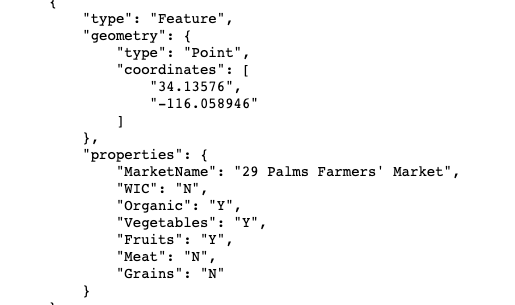 {
"type": "Feature",
"geometry": {
"type": "Point",
"coordinates": [
"34.13576",
"-116.058946"
]
},
"properties": {
"MarketName": "29 Palms Farmers' Market",
"WIC": "N",
"Organic": "Y",
"Vegetables": "Y",
"Fruits": "Y",
"Meat": "N",
"Grains": "N"
}